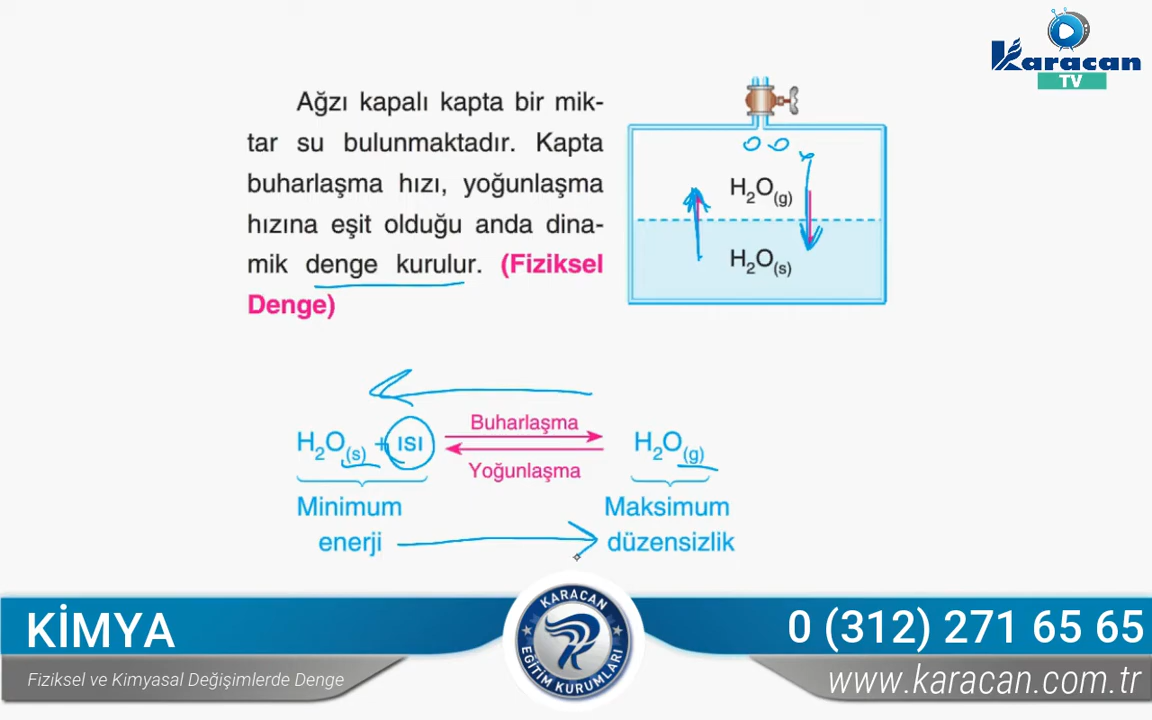 Karacan
TV
Ağzı kapalı kapta bir mik-
tar su bulunmaktadır. Kapta
buharlaşma hızı, yoğunlaşma
hızına eşit olduğu anda dina-
mik denge kurulur. (Fiziksel
Denge)
H₂O(g)
H₂O(s)
H₂O(s) + ISI
Buharlaşma
Yoğunlaşma
H₂O(g)
Minimum
enerji
Maksimum
düzensizlik
KİMYA
Fiziksel ve Kimyasal Değişimlerde Denge
KARACAN
EĞİTİM KURUMLARI
0 (312) 271 65 65
www.karacan.com.tr